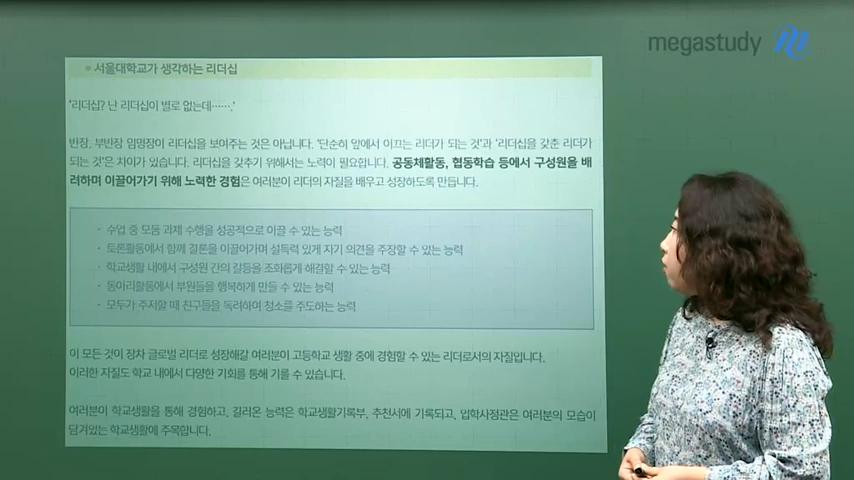 megastudy
서울대학교가 생각하는 리더십
'리더십? 난 리더십이 별로 없는데…….'
반장, 부반장 임명장이 리더십을 보여주는 것은 아닙니다. '단순히 앞에서 이끄는 리더가 되는 것'과 '리더십을 갖춘 리더가
되는 것'은 차이가 있습니다. 리더십을 갖추기 위해서는 노력이 필요합니다. 공동체활동, 협동학습 등에서 구성원을 배
려하며 이끌어가기 위해 노력한 경험은 여러분이 리더의 자질을 배우고 성장하도록 만듭니다.
· 수업 중 모둠 과제 수행을 성공적으로 이끌 수 있는 능력
· 토론활동에서 함께 결론을 이끌어가며 설득력 있게 자기 의견을 주장할 수 있는 능력
· 학교생활 내에서 구성원 간의 갈등을 조화롭게 해결할 수 있는 능력
· 동아리활동에서 부원들을 행복하게 만들 수 있는 능력
· 모두가 주저할 때 친구들을 독려하여 청소를 주도하는 능력
이 모든 것이 장차 글로벌 리더로 성장해갈 여러분이 고등학교 생활 중에 경험할 수 있는 리더로서의 자질입니다.
이러한 자질도 학교 내에서 다양한 기회를 통해 기를 수 있습니다.
여러분이 학교생활을 통해 경험하고, 길러온 능력은 학교생활기록부, 추천서에 기록되고, 입학사정관은 여러분의 모습이
담겨있는 학교생활에 주목합니다.